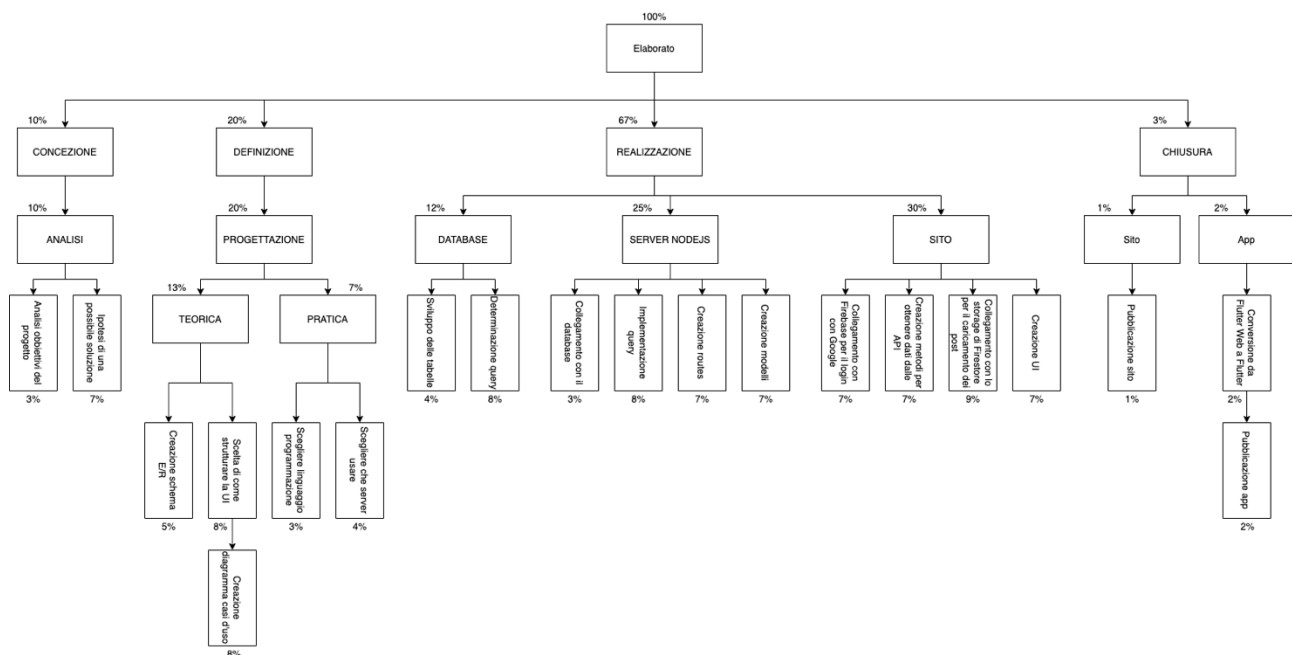 100%
Elaborato
10%
20%
67%
3%
CONCEZIONE
DEFINIZIONE
REALIZZAZIONE
CHIUSURA
10%
20%
12%
25%
30%
1%
2%
ANALISI
PROGETTAZIONE
DATABASE
SERVER NODEJS
SITO
Sito
App
13%
7%
Analisi obbiettivi del
progetto
Ipotesi di una
possibile soluzione
TEORICA
PRATICA
Sviluppo delle tabelle
Determinazione query
Collegamento con il
database
Implementazione
query
Creazione routes
Creazione modelli
Collegamento con
Firebase per il login
con Google
Creazione metodi per
ottenere dati dalle
API
Collegamento con lo
storage di Firestore
per il caricamento dei
post
Creazione UI
Pubblicazione sito
Conversione da
Flutter Web a Flutter
3%
7%
4%
8%
3%
8%
7%
7%
7%
7%
9%
7%
1%
2%
Creazione schema
E/R
Scelta di come
strutturare la UI
Scegliere linguaggio
programmazione
Scegliere che server
usare
Pubblicazione app
5%
8%
3%
4%
2%
Creazione
diagramma casi d'uso
8%